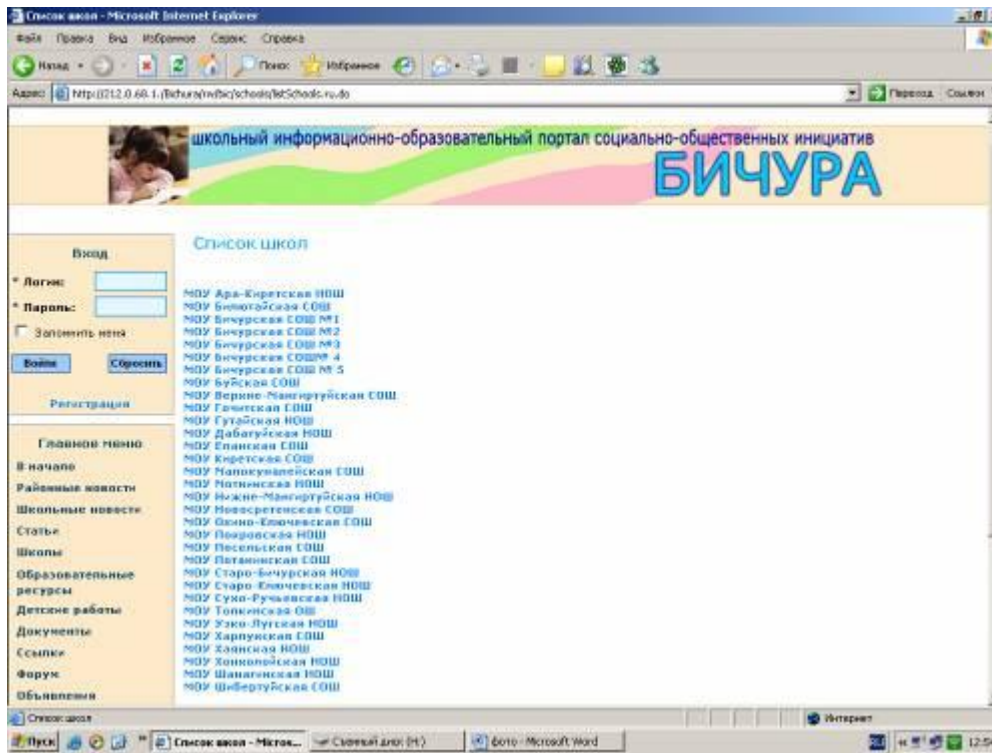 Список школ - Microsoft Internet Explorer
Файл Правка Вид Избранное Сервис Справка
Назад Поиск Избранное
Адрес: Переход Ссылки
школьный информационно-образовательный портал социально-общественных инициатив
БИЧУРА
Вход
* Логин:
* Пароль:
Запомнить меня
Войти Сбросить
Регистрация
Главное меню
В начало
Районные новости
Школьные новости
Статьи
Школы
Образовательные
ресурсы
Детские работы
Документы
Ссылки
Форум
Объявления
Список школ
МОУ Ара-Киретская НОШ
МОУ Билютайская СОШ
МОУ Бичурская СОШ №1
МОУ Бичурская СОШ №2
МОУ Бичурская СОШ №3
МОУ Бичурская СОШ№ 4
МОУ Бичурская СОШ № 5
МОУ Буйская СОШ
МОУ Верхне-Мангиртуйская СОШ
МОУ Гочитская СОШ
МОУ Гутайская НОШ
МОУ Дабатуйская НОШ
МОУ Еланская СОШ
МОУ Киретская СОШ
МОУ Малокуналейская СОШ
МОУ Мотнинская НОШ
МОУ Нижне-Мангиртуйская НОШ
МОУ Новосретенская СОШ
МОУ Окино-Ключевская СОШ
МОУ Покровская НОШ
МОУ Посельская СОШ
МОУ Потанинская СОШ
МОУ Старо-Бичурская НОШ
МОУ Старо-Ключевская НОШ
МОУ Сухо-Ручьевская НОШ
МОУ Топкинская ОШ
МОУ Узко-Лугская НОШ
МОУ Харлунская СОШ
МОУ Хаянская НОШ
МОУ Хонхолойская НОШ
МОУ Шанагинская НОШ
МОУ Шибертуйская СОШ
Список школ Интернет
Пуск Список школ - Micros... Съемный диск (H:) фото - Microsoft Word